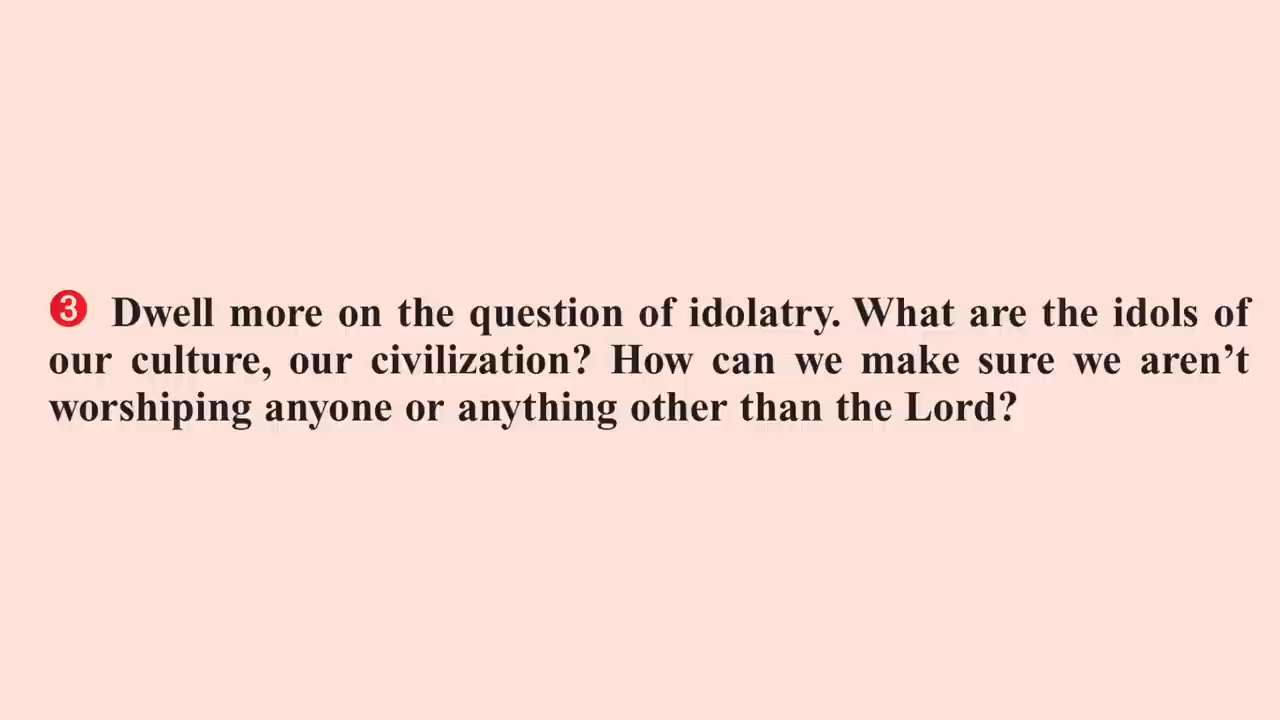 ❸ Dwell more on the question of idolatry. What are the idols of
our culture, our civilization? How can we make sure we aren’t
worshiping anyone or anything other than the Lord?